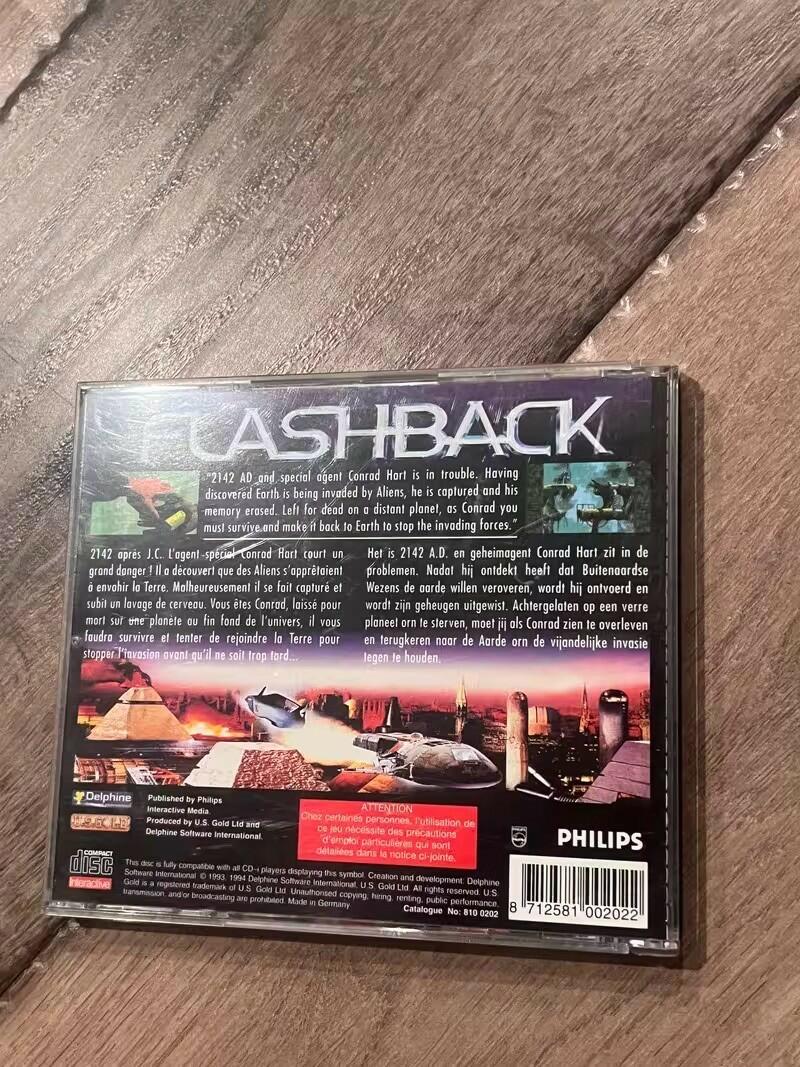 FLASHBACK
"2142 AD and special agent Conrad Hart is in trouble. Having
discovered Earth is being invaded by Aliens, he is captured and his
memory erased. Left for dead on a distant planet, as Conrad you
must survive and make it back to Earth to stop the invading forces."
2142 après J.C. L'agent spécial Conrad Hart court un
grand danger ! Il a découvert que des Aliens s'apprêtaient
à envahir la Terre. Malheureusement il se fait capturé et
subit un lavage de cerveau. Vous êtes Conrad, laissé pour
mort sur une planète au fin fond de l'univers, il vous
faudra survivre et tenter de rejoindre la Terre pour
stopper l'invasion avant qu'il ne soit trop tard...
Het is 2142 A.D. en geheimagent Conrad Hart zit in de
problemen. Nadat hij ontdekt heeft dat Buitenaardse
Wezens de aarde willen veroveren, wordt hij ontvoerd en
wordt zijn geheugen uitgewist. Achtergelaten op een verre
planeet om te sterven, moet jij als Conrad zien te overleven
en terugkeren naar de Aarde om de vijandelijke invasie
tegen te houden.
Delphine
U.S. GOLD
Published by Philips
Interactive Media
Produced by U.S. Gold Ltd and
Delphine Software International.
ATTENTION
Chez certaines personnes, l'utilisation de
ce jeu nécessite des précautions
d'emploi particulières qui sont
détaillées dans la notice ci-jointe.
PHILIPS
COMPACT
disc
Interactive
This disc is fully compatible with all CD-i players displaying this symbol. Creation and development: Delphine
Software International. © 1993, 1994 Delphine Software International. U.S. Gold Ltd. All rights reserved. U.S.
Gold is a registered trademark of U.S. Gold Ltd. Unauthorised copying, hiring, renting, public performance,
transmission, and/or broadcasting are prohibited. Made in Germany
Catalogue No: 810 0202
8 712581 002022